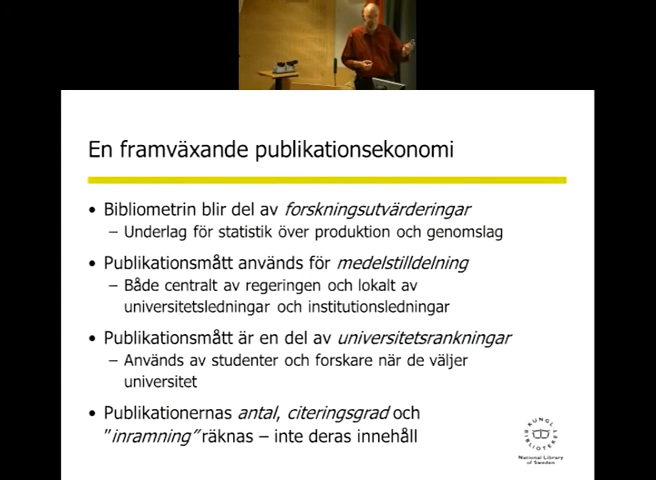 En framväxande publikationsekonomi
• Bibliometrin blir del av forskningsutvärderingar
– Underlag för statistik över produktion och genomslag
• Publikationsmått används för medelstilldelning
– Både centralt av regeringen och lokalt av
universitetsledningar och institutionsledningar
• Publikationsmått är en del av universitetsrankningar
– Används av studenter och forskare när de väljer
universitet
• Publikationernas antal, citeringsgrad och
”inramning” räknas – inte deras innehåll
KUNGL.
BIBLIOTEKET
National Library
of Sweden